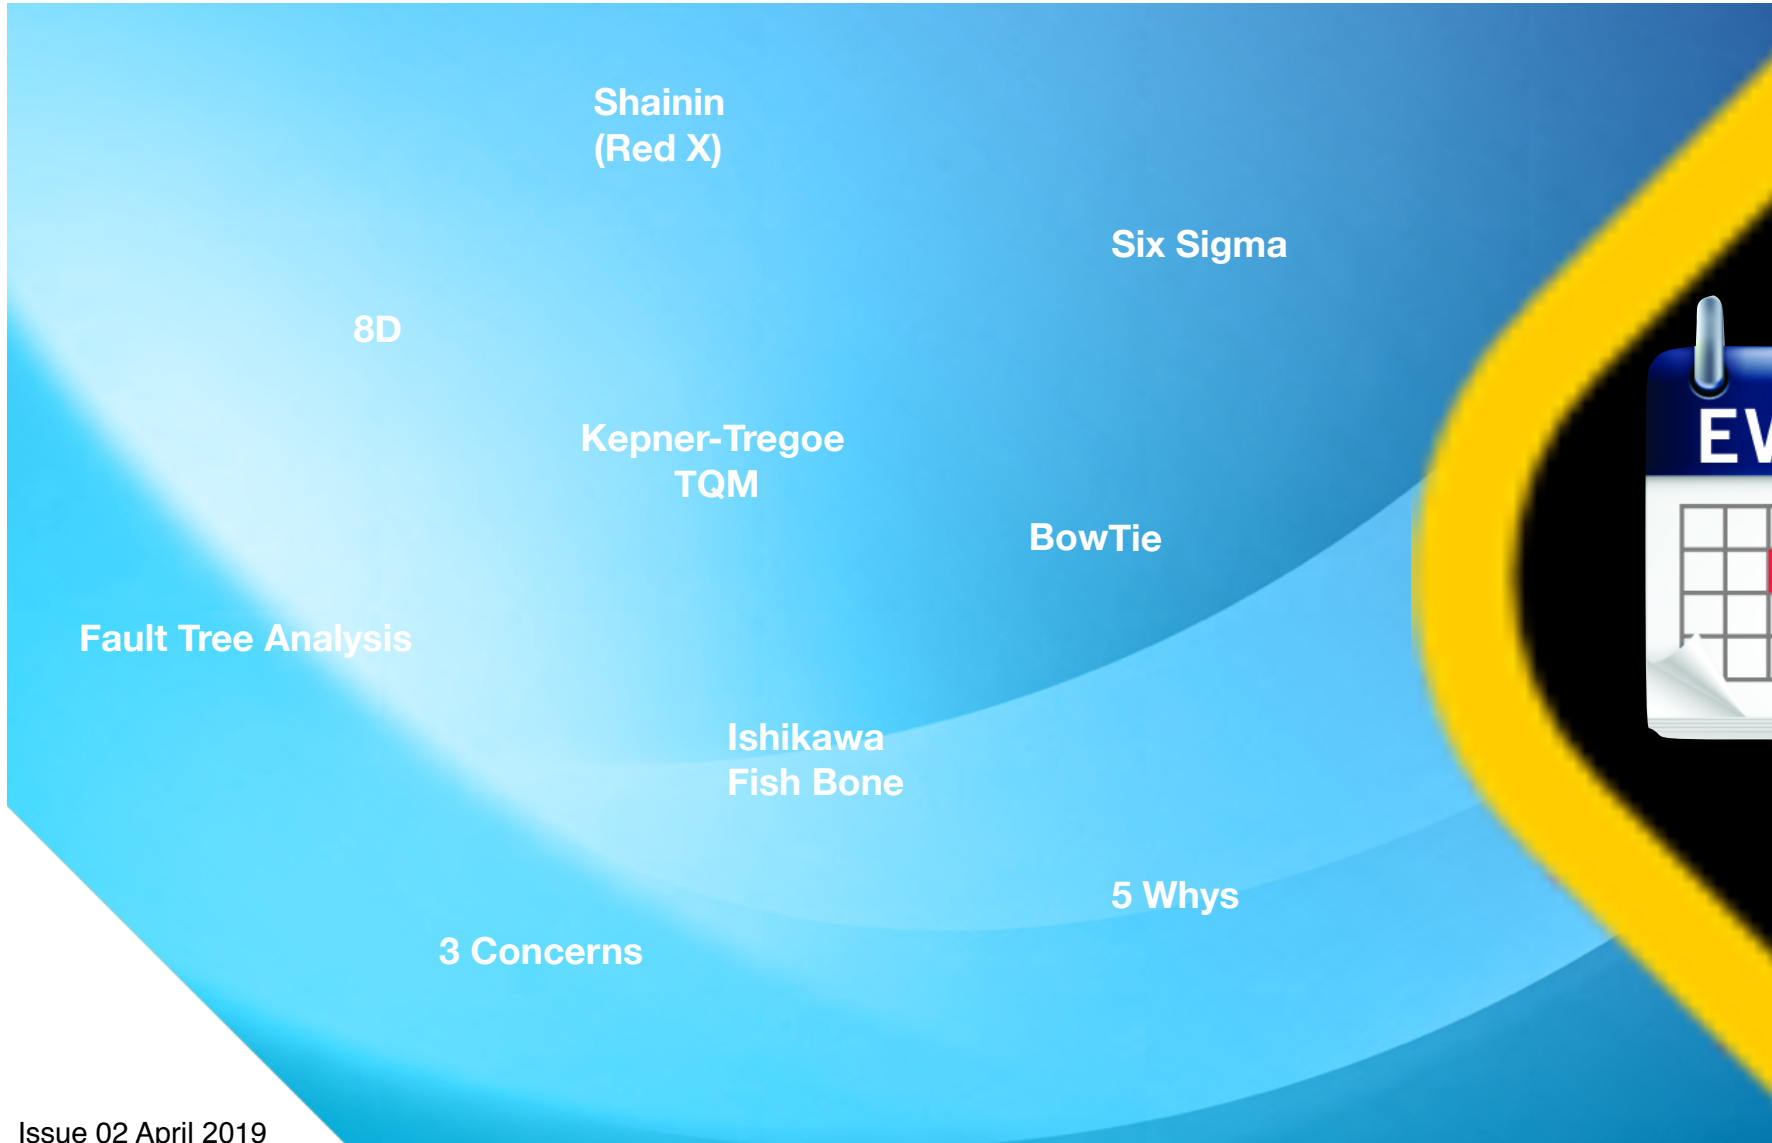 Shainin
(Red X)
Six Sigma
8D
Kepner-Tregoe
TQM
BowTie
Fault Tree Analysis
Ishikawa
Fish Bone
5 Whys
3 Concerns
Issue 02 April 2019